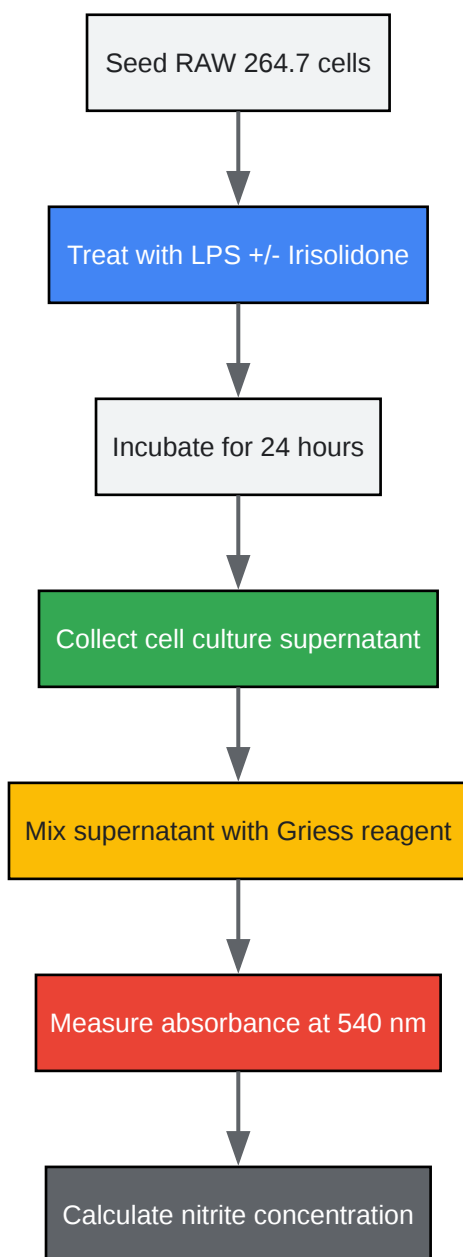 Seed RAW 264.7 cells
Treat with LPS +/- Irisolidone
Incubate for 24 hours
Collect cell culture supernatant
Mix supernatant with Griess reagent
Measure absorbance at 540 nm
Calculate nitrite concentration